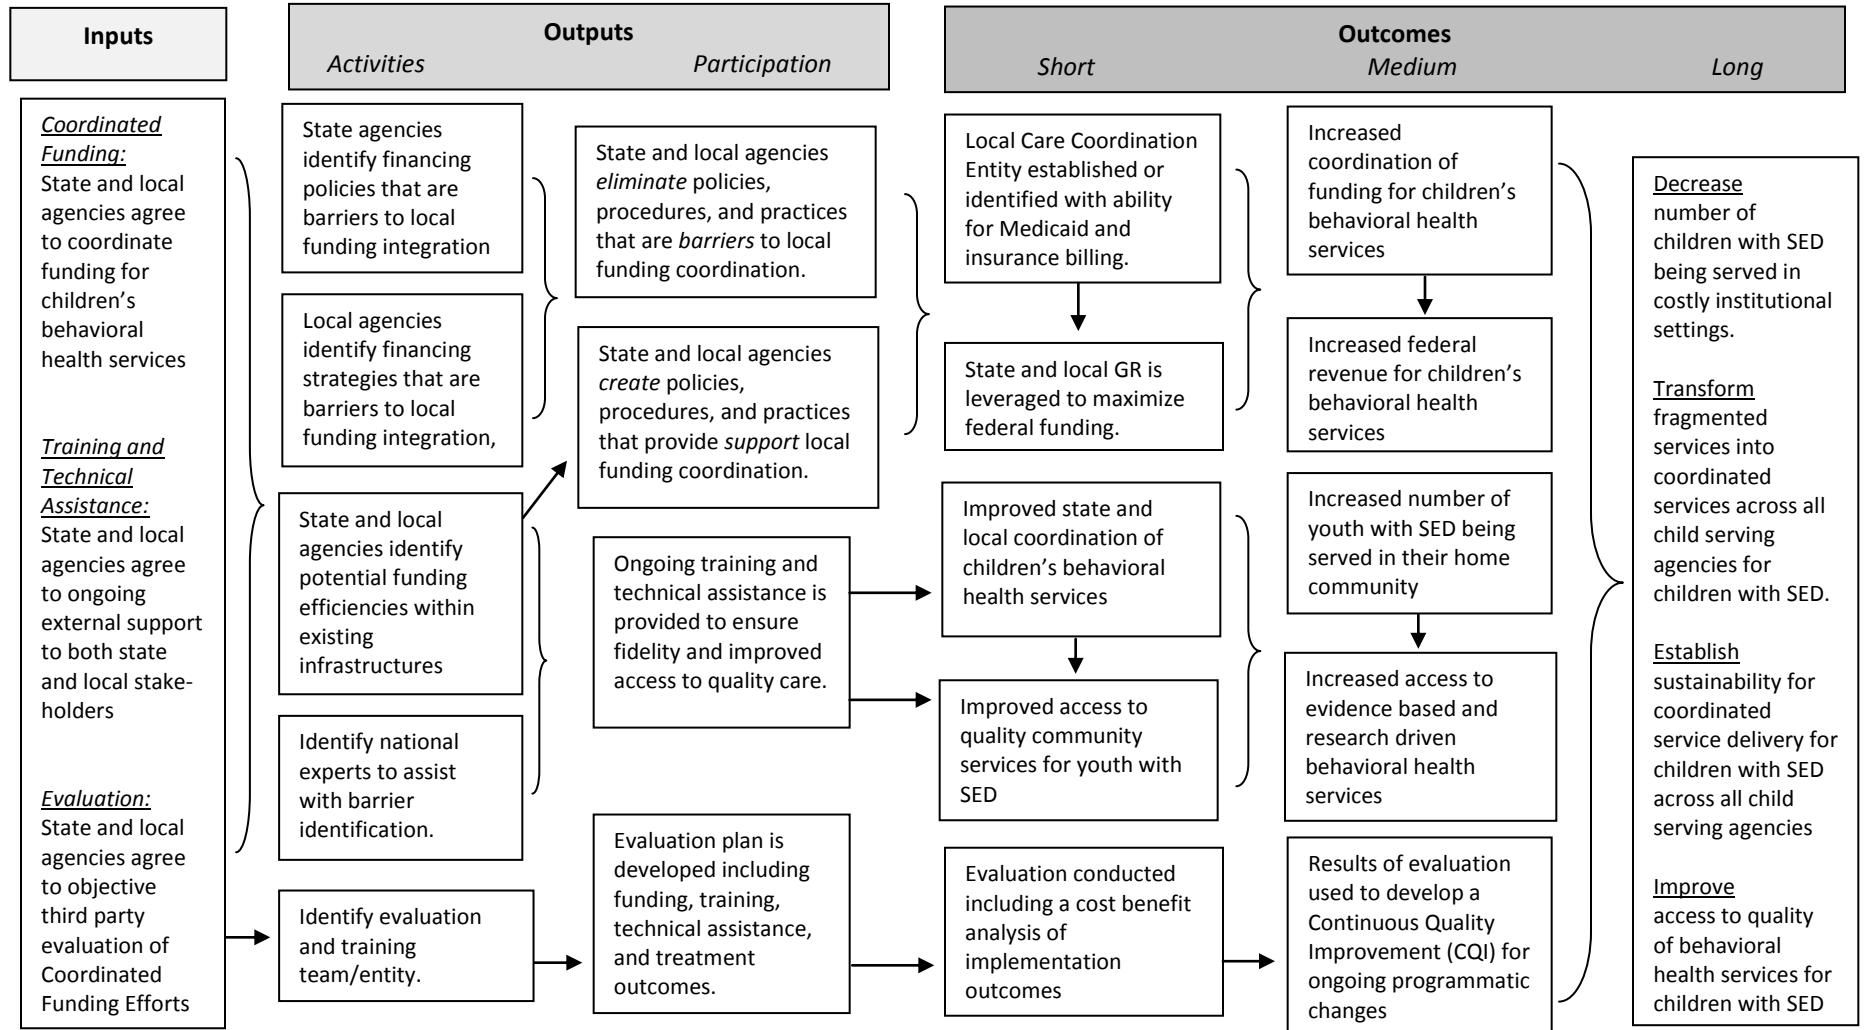 Inputs
Outputs
Activities
Participation
Outcomes
Short
Medium
Long
Coordinated
Funding:
State and local
agencies agree
to coordinate
funding for
children’s
behavioral
health services
Training and
Technical
Assistance:
State and local
agencies agree
to ongoing
external support
to both state
and local stake-
holders
Evaluation:
State and local
agencies agree
to objective
third party
evaluation of
Coordinated
Funding Efforts
State agencies
identify financing
policies that are
barriers to local
funding integration
Local agencies
identify financing
strategies that are
barriers to local
funding integration,
State and local
agencies identify
potential funding
efficiencies within
existing
infrastructures
Identify national
experts to assist
with barrier
identification.
Identify evaluation
and training
team/entity.
State and local agencies
eliminate policies,
procedures, and practices
that are barriers to local
funding coordination.
State and local agencies
create policies,
procedures, and practices
that provide support local
funding coordination.
Ongoing training and
technical assistance is
provided to ensure
fidelity and improved
access to quality care.
Evaluation plan is
developed including
funding, training,
technical assistance,
and treatment
outcomes.
Local Care Coordination
Entity established or
identified with ability
for Medicaid and
insurance billing.
State and local GR is
leveraged to maximize
federal funding.
Improved state and
local coordination of
children’s behavioral
health services
Improved access to
quality community
services for youth with
SED
Evaluation conducted
including a cost benefit
analysis of
implementation
outcomes
Increased
coordination of
funding for children’s
behavioral health
services
Increased federal
revenue for children’s
behavioral health
services
Increased number of
youth with SED being
served in their home
community
Increased access to
evidence based and
research driven
behavioral health
services
Results of evaluation
used to develop a
Continuous Quality
Improvement (CQI) for
ongoing programmatic
changes
Decrease
number of
children with SED
being served in
costly institutional
settings.
Transform
fragmented
services into
coordinated
services across all
child serving
agencies for
children with SED.
Establish
sustainability for
coordinated
service delivery for
children with SED
across all child
serving agencies
Improve
access to quality
of behavioral
health services for
children with SED